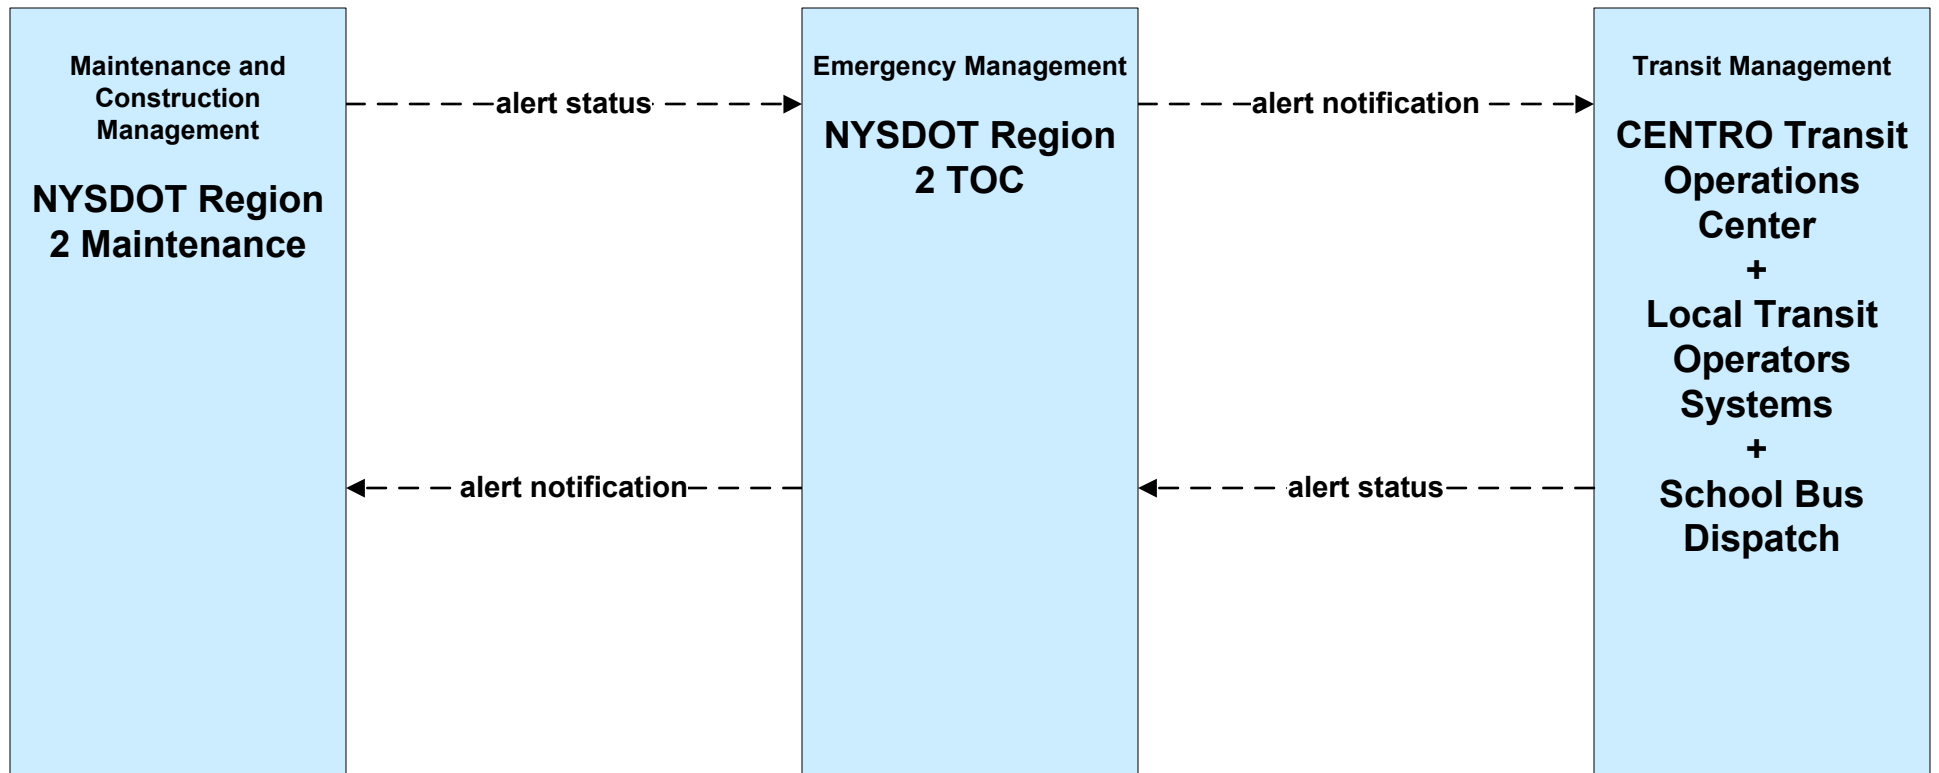 Maintenance and
Construction
Management
NYSDOT Region
2 Maintenance
alert status
alert notification
Emergency Management
NYSDOT Region
2 TOC
alert notification
alert status
Transit Management
CENTRO Transit
Operations
Center
+
Local Transit
Operators
Systems
+
School Bus
Dispatch